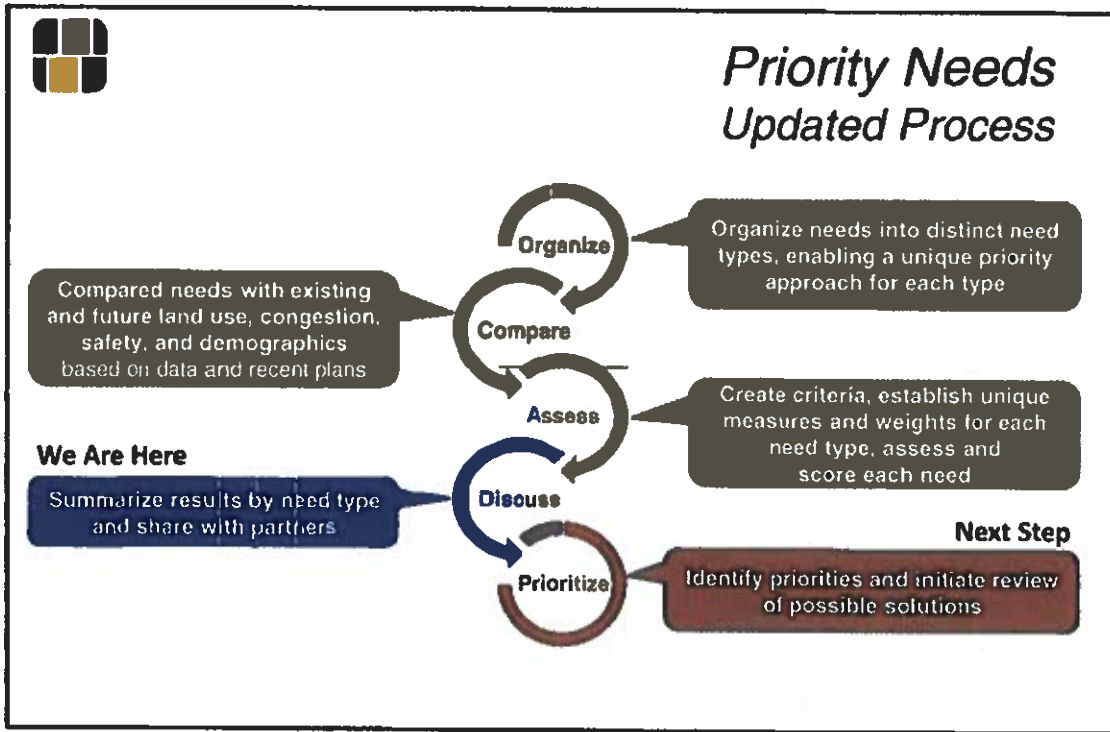 Priority Needs
Updated Process
Organize
Organize needs into distinct need
types, enabling a unique priority
approach for each type
Compared needs with existing
and future land use, congestion,
safety, and demographics
based on data and recent plans
Compare
Assess
Create criteria, establish unique
measures and weights for each
need type, assess and
score each need
We Are Here
Summarize results by need type
and share with partners
Discuss
Next Step
Prioritize
Identify priorities and initiate review
of possible solutions